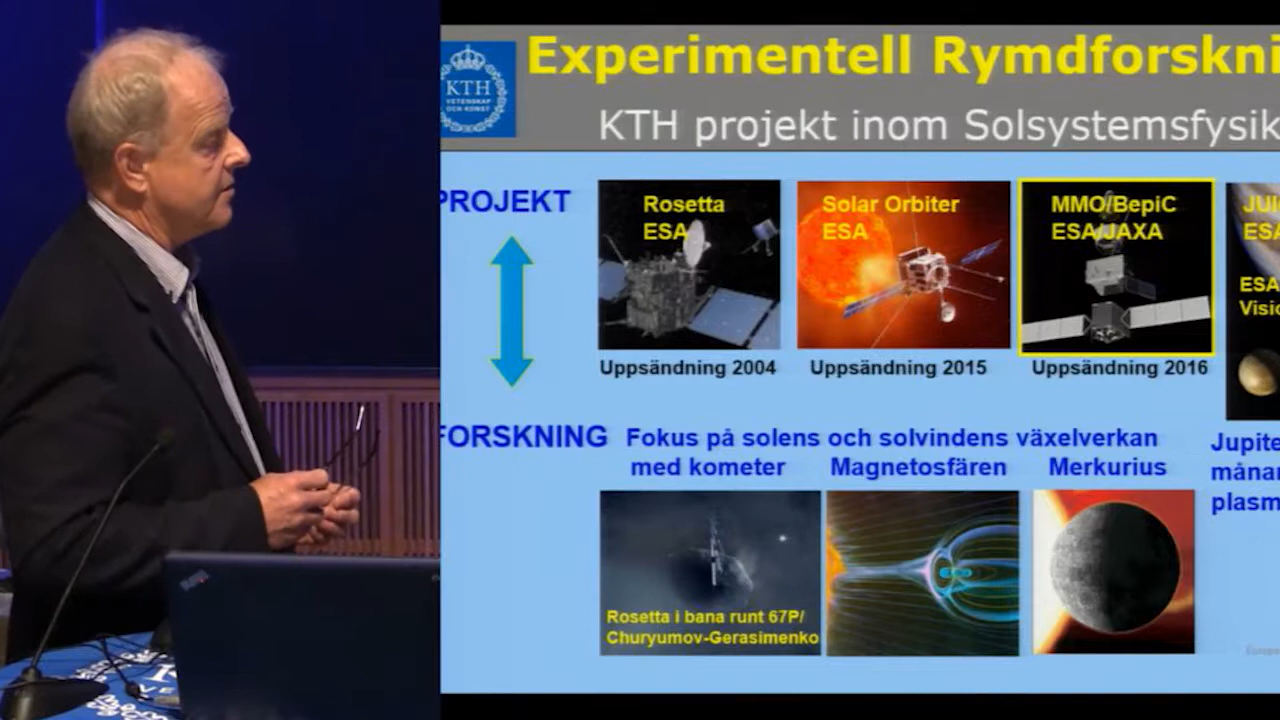 Experimentell Rymdforskni
KTH
VETENSKAP
OCH KONST
KTH projekt inom Solsystemsfysik
PROJEKT
Rosetta
ESA
Solar Orbiter
ESA
MMO/BepiC
ESA/JAXA
JUI
ESA
ESA
Visio
Uppsändning 2004
Uppsändning 2015
Uppsändning 2016
FORSKNING
Fokus på solens och solvindens växelverkan
med kometer
Magnetosfären
Merkurius
Jupite
månar
plasm
Rosetta i bana runt 67P/
Churyumov-Gerasimenko